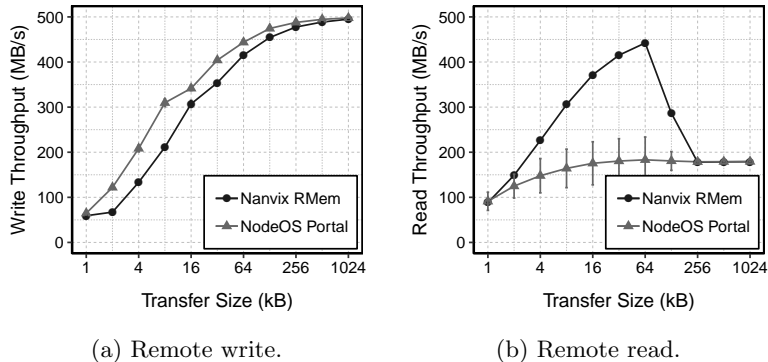 500
400
300
200
100
0
Write Throughput (MB/s)
Nanvix RMem
NodeOS Portal
1 4 16 64 256 1024
Transfer Size (kB)
(a) Remote write.
500
400
300
200
100
0
Read Throughput (MB/s)
Nanvix RMem
NodeOS Portal
1 4 16 64 256 1024
Transfer Size (kB)
(b) Remote read.